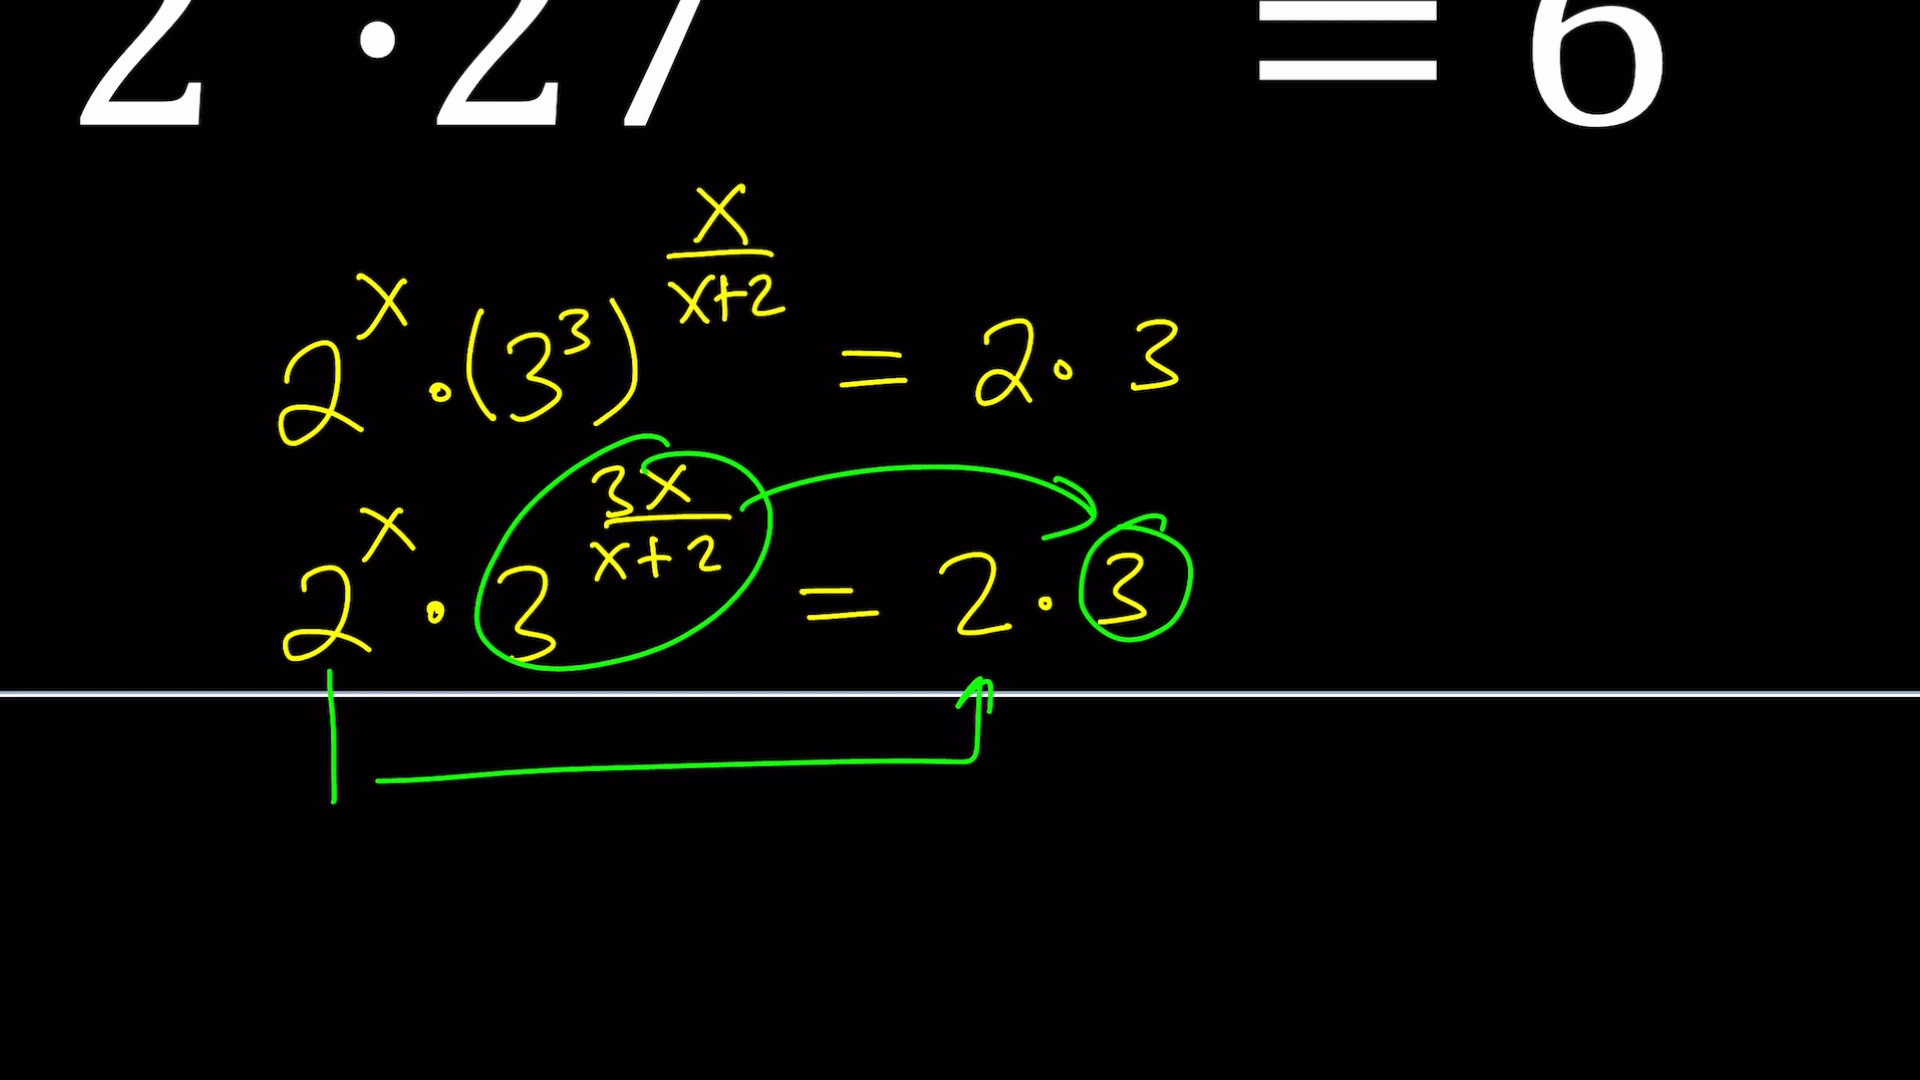 2 · 27 = 6
2^x · (3^3)^(x/(x+2)) = 2 · 3
2^x · 3^(3x/(x+2)) = 2 · 3